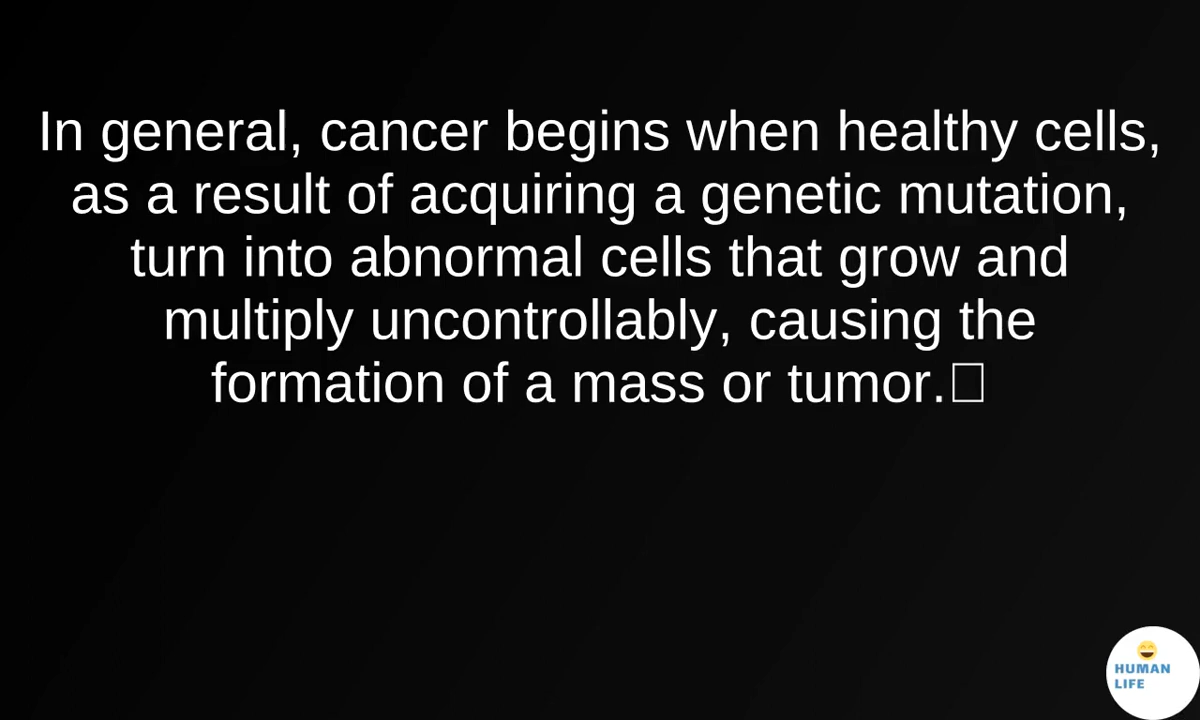 In general, cancer begins when healthy cells,
as a result of acquiring a genetic mutation,
turn into abnormal cells that grow and
multiply uncontrollably, causing the
formation of a mass or tumor.
HUMAN
LIFE